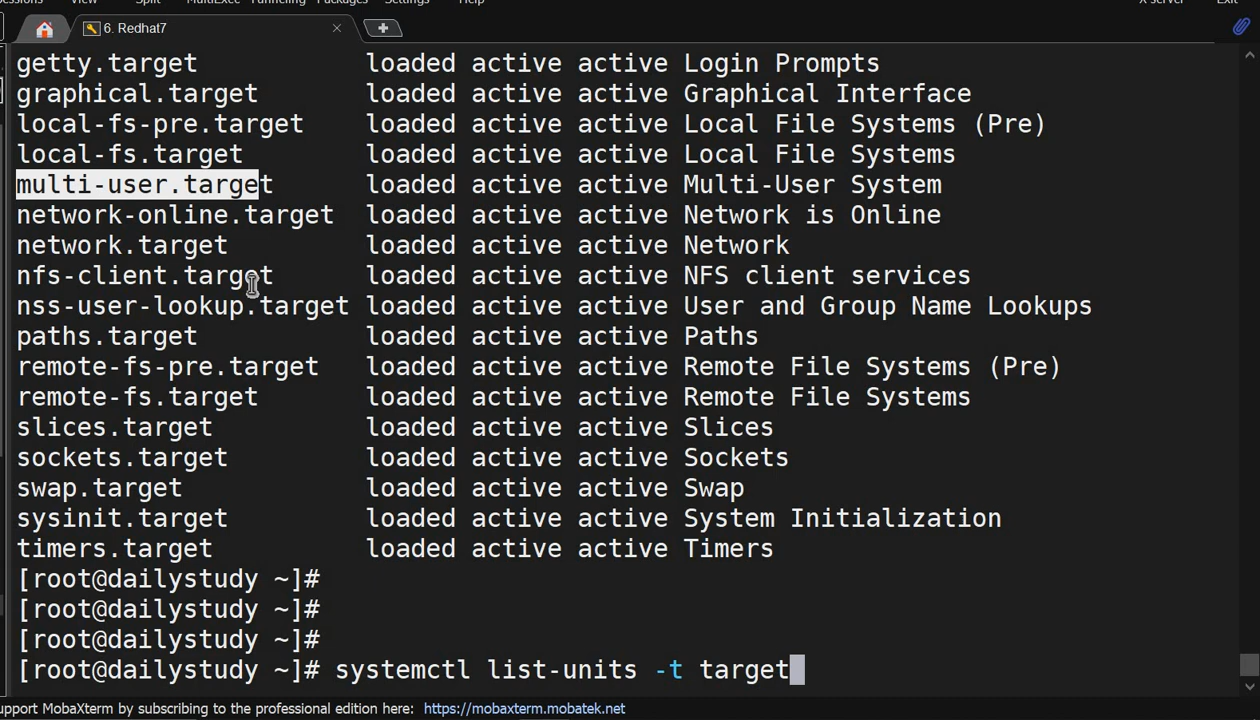 Split MultiExec Tunneling Packages Settings Help X server Exit
6. Redhat7
getty.target loaded active active Login Prompts
graphical.target loaded active active Graphical Interface
local-fs-pre.target loaded active active Local File Systems (Pre)
local-fs.target loaded active active Local File Systems
multi-user.target loaded active active Multi-User System
network-online.target loaded active active Network is Online
network.target loaded active active Network
nfs-client.target loaded active active NFS client services
nss-user-lookup.target loaded active active User and Group Name Lookups
paths.target loaded active active Paths
remote-fs-pre.target loaded active active Remote File Systems (Pre)
remote-fs.target loaded active active Remote File Systems
slices.target loaded active active Slices
sockets.target loaded active active Sockets
swap.target loaded active active Swap
sysinit.target loaded active active System Initialization
timers.target loaded active active Timers
[root@dailystudy ~]#
[root@dailystudy ~]#
[root@dailystudy ~]#
[root@dailystudy ~]# systemctl list-units -t target
upport MobaXterm by subscribing to the professional edition here: https://mobaxterm.mobatek.net